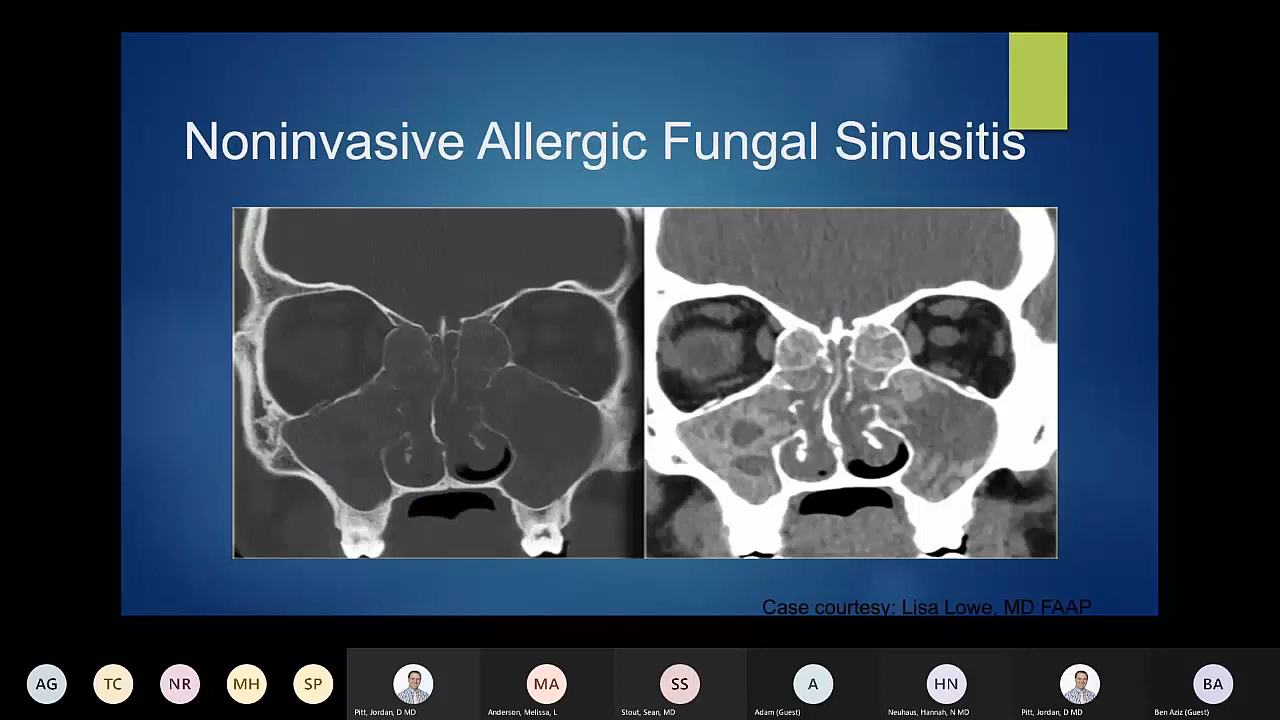 Noninvasive Allergic Fungal Sinusitis
Case courtesy: Lisa Lowe, MD FAAP
AG
TC
NR
MH
SP
MA
SS
A
HN
BA
Pitt, Jordan, D MD
Anderson, Melissa, L
Stout, Sean, MD
Adam (Guest)
Neuhaus, Hannah, N MD
Pitt, Jordan, D MD
Ben Aziz (Guest)